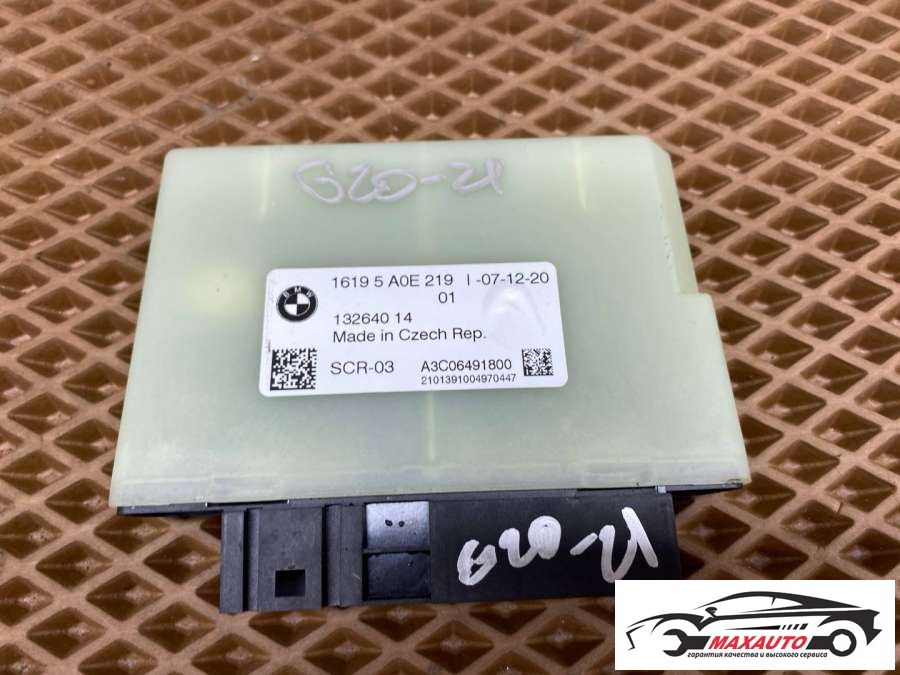 G20-21
BMW
1619 5 A0E 219 I -07-12-20
01
132640 14
Made in Czech Rep.
SCR-03 A3C06491800
2101391004970447
G20-21
MAXAUTO
гарантия качества и высокого сервиса